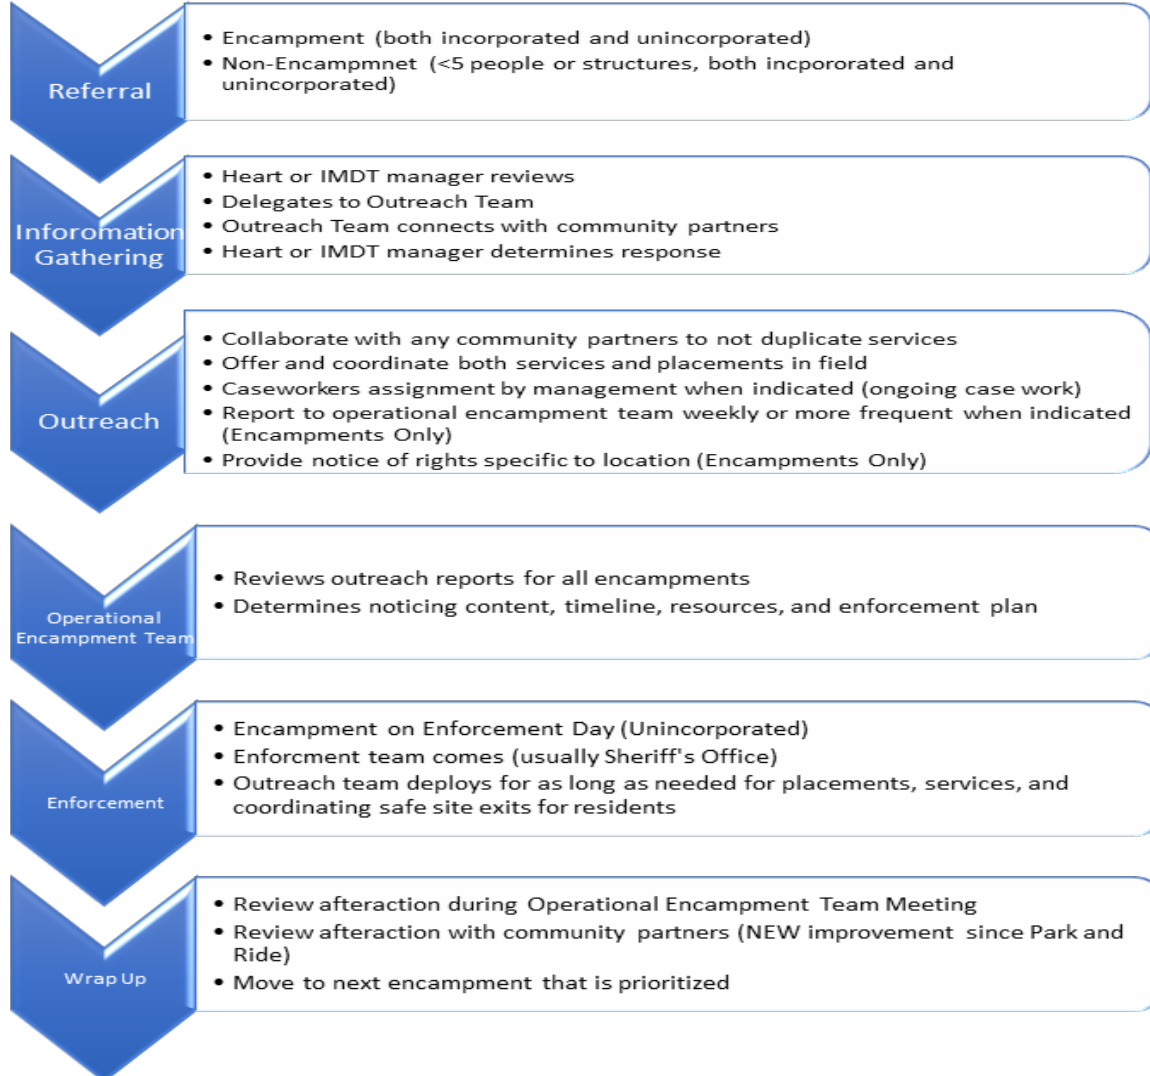 Referral
• Encampment (both incorporated and unincorporated)
• Non-Encampmnet (<5 people or structures, both incpororated and
unincorporated)
Inforomation
Gathering
• Heart or IMDT manager reviews
• Delegates to Outreach Team
• Outreach Team connects with community partners
• Heart or IMDT manager determines response
Outreach
• Collaborate with any community partners to not duplicate services
• Offer and coordinate both services and placements in field
• Caseworkers assignment by management when indicated (ongoing case work)
• Report to operational encampment team weekly or more frequent when indicated
(Encampments Only)
• Provide notice of rights specific to location (Encampments Only)
Operational
Encampment Team
• Reviews outreach reports for all encampments
• Determines noticing content, timeline, resources, and enforcement plan
Enforcement
• Encampment on Enforcement Day (Unincorporated)
• Enforcment team comes (usually Sheriff's Office)
• Outreach team deploys for as long as needed for placements, services, and
coordinating safe site exits for residents
Wrap Up
• Review afteraction during Operational Encampment Team Meeting
• Review afteraction with community partners (NEW improvement since Park and
Ride)
• Move to next encampment that is prioritized